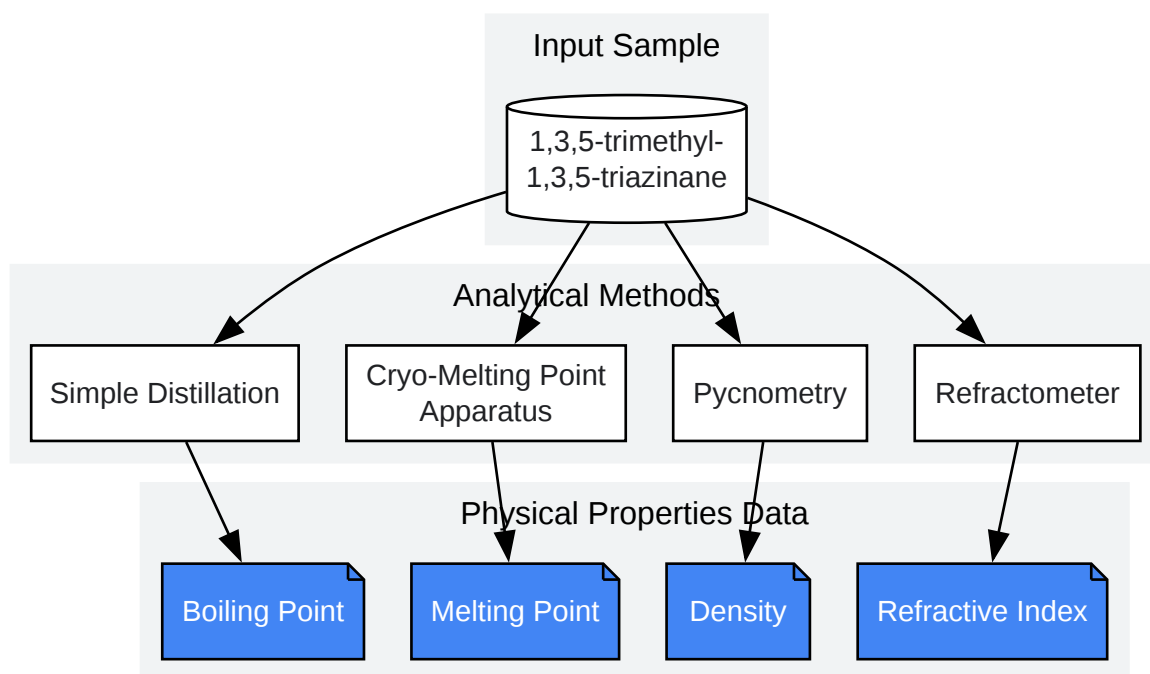 Input Sample
1,3,5-trimethyl-
1,3,5-triazinane
Analytical Methods
Simple Distillation
Cryo-Melting Point
Apparatus
Pycnometry
Refractometer
Physical Properties Data
Boiling Point
Melting Point
Density
Refractive Index